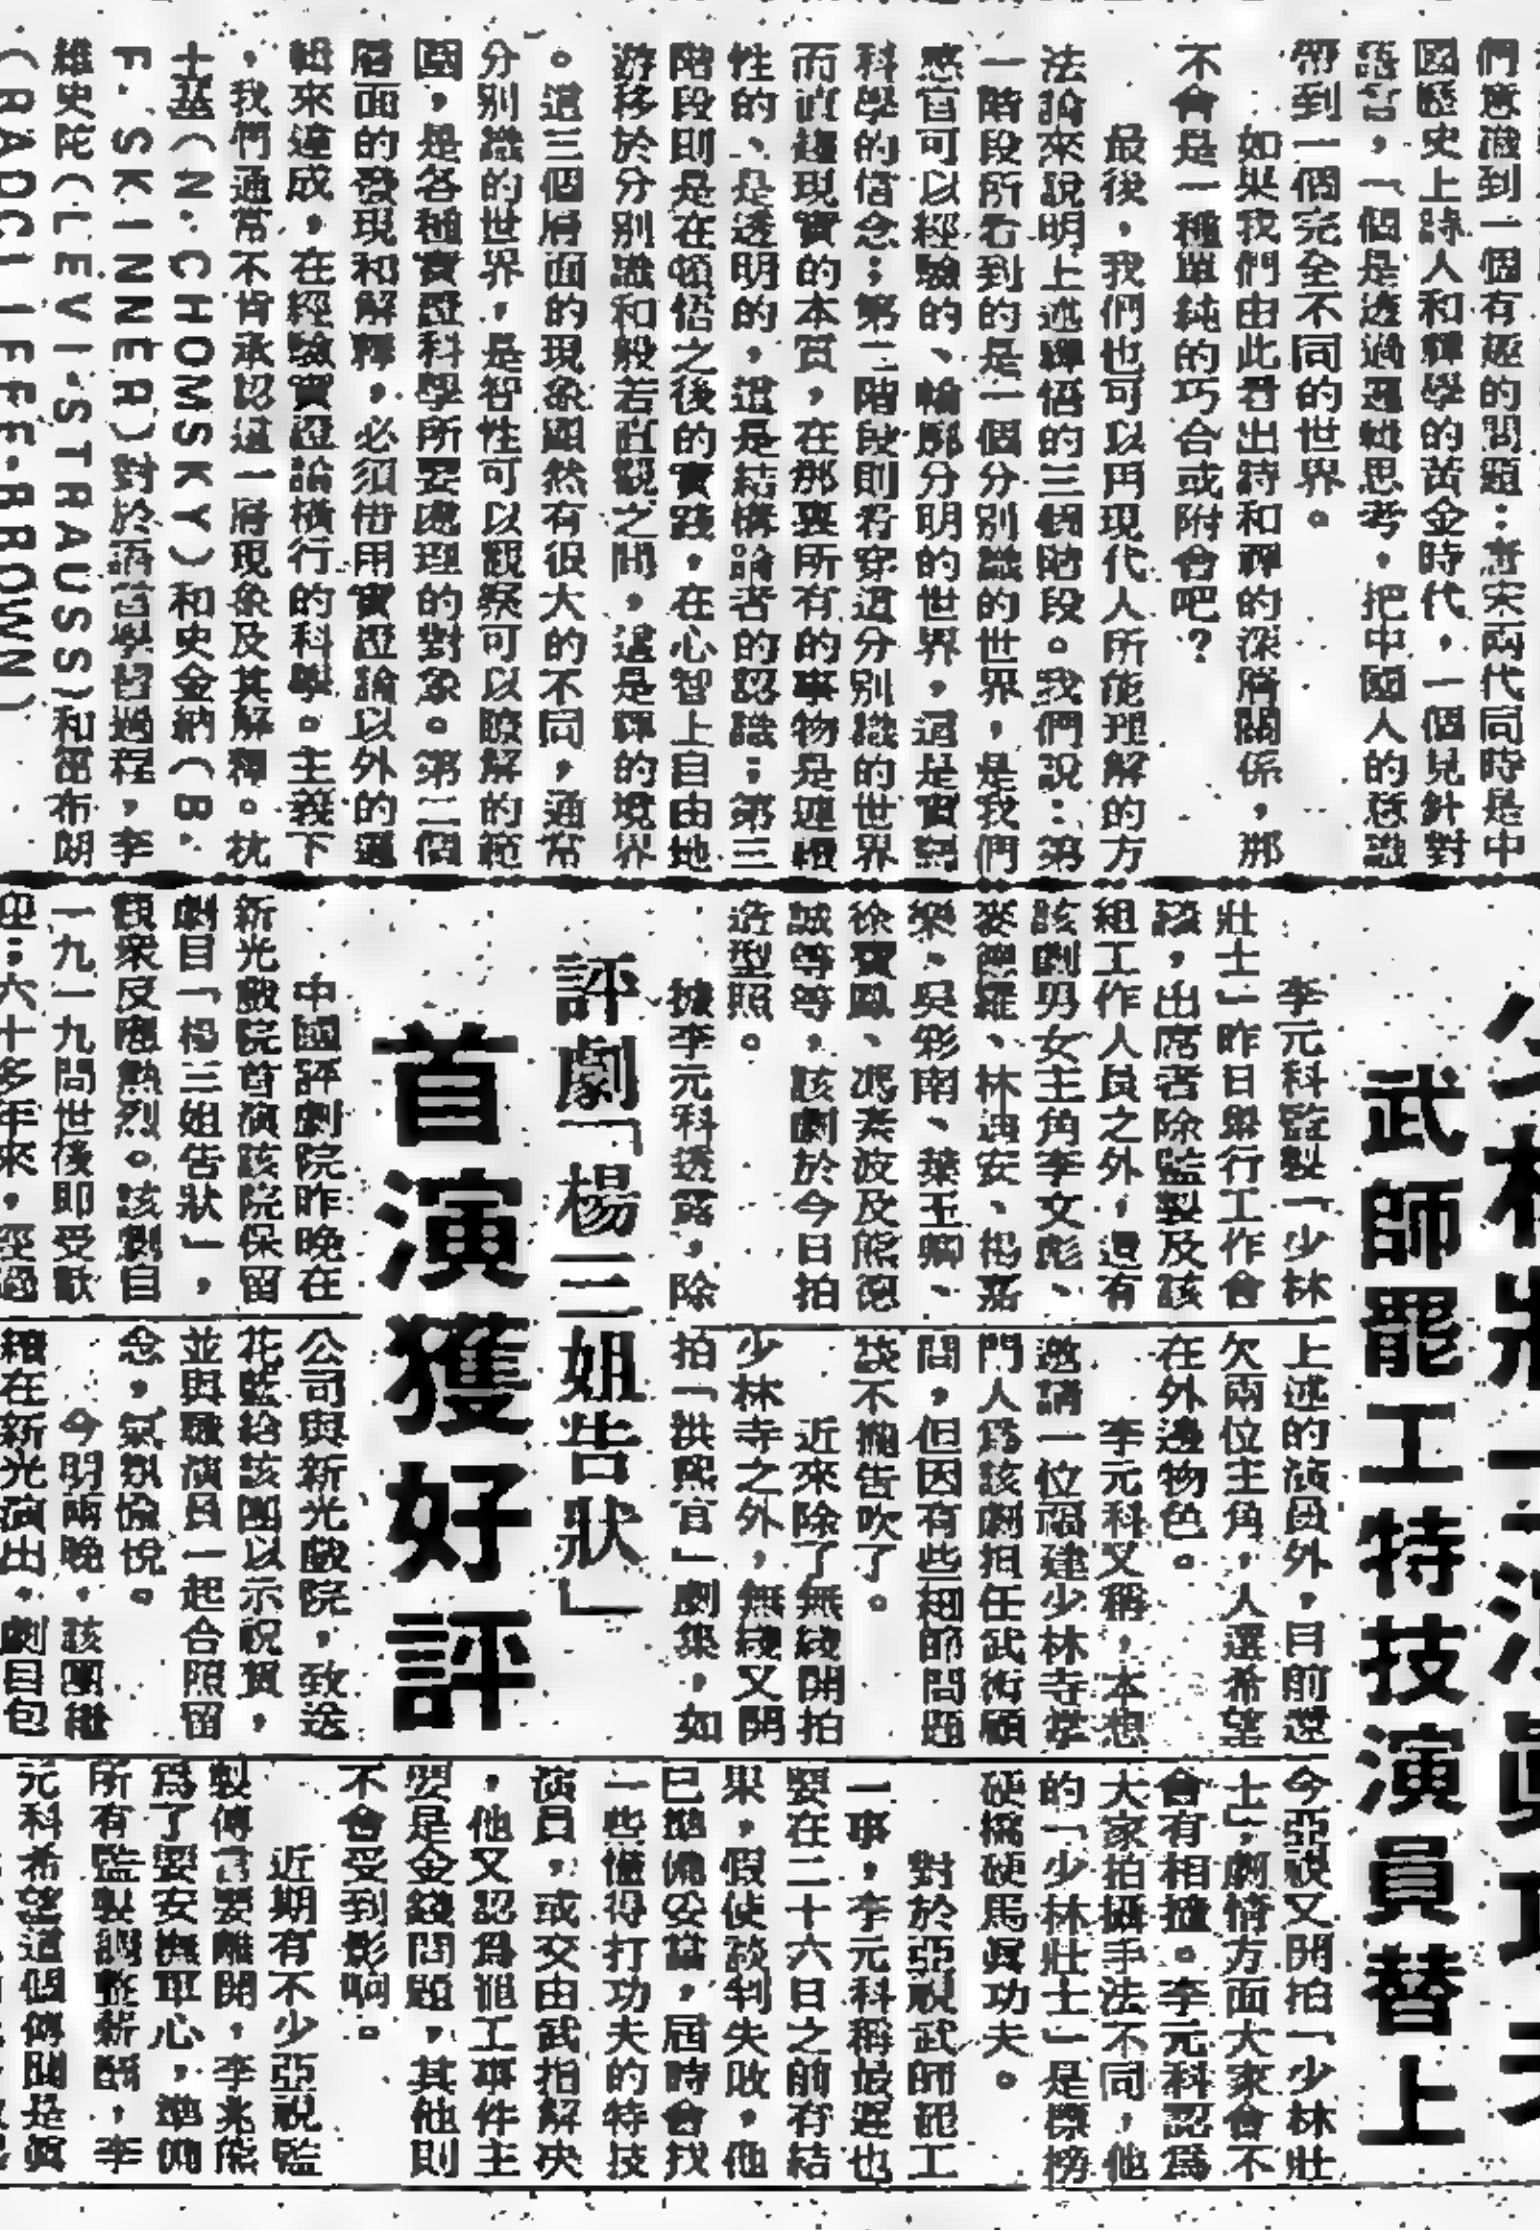 們意識到一個有趣的問題：唐宋兩代同時是中
國歷史上詩人和禪學的黃金時代，一個是針對
語言，一個是透過邏輯思考，把中國人的意識
帶到一個完全不同的世界。
如果我們由此看出詩和禪的深層關係，那
不會是一種單純的巧合或附會吧？
最後，我們也可以用現代人所能理解的方
法論來說明上述禪悟的三個階段。我們說：第
一階段所看到的是一個分別識的世界，是我們
感官可以經驗的、輪廓分明的世界，這是實證
科學的信念；第二階段則看穿這分別識的世界
而直趨現實的本質，在那裏所有的事物是連慣
性的、是透明的，這是結構論者的認識；第三
階段則是在頓悟之後的實踐，在心智上自由地
游移於分別識和般若直觀之間，這是禪的境界
。這三個層面的現象顯然有很大的不同，通常
分別識的世界，是智性可以觀察可以瞭解的範
圍，是各種實證科學所要處理的對象。第二個
層面的發現和解釋，必須借用實證論以外的邏
輯來達成，在經驗實證論橫行的科學。主義下
，我們通常不肯承認這一層現象及其解釋。杭
士基（N．CHOMSKY）和史金納（B．
F．SKINNER）對於語言學習過程，李
維史陀（LEVI-STRAUSS）和雷布朗
（RADCLIFFE-BROWN）
武師罷工特技演員替上
李元科監製「少林
壯士」昨日舉行工作會
議，出席者除監製及該
組工作人員之外，還有
該劇男女主角李文彪、
麥德羅、林迪安、楊嘉
樂、吳彩南、葉玉卿、
徐寶鳳、馮素波及熊德
誠等等，該劇於今日拍
造型照。
據李元科透露，除
上述的演員外，目前還
欠兩位主角，人選希望
在外邊物色。
李元科又稱，本想
邀請一位福建少林寺掌
門人為該劇担任武術顧
問，但因有些細節問題
談不攏告吹了。
近來除了無綫開拍
少林寺之外，無綫又開
拍「洪熙官」劇集，如
今亞視又開拍「少林壯
士」，劇情方面大家會不
會有相撞。李元科認為
大家拍攝手法不同，他
的「少林壯士」是標榜
硬橋硬馬真功夫。
對於亞視武師罷工
一事，李元科稱最遲也
要在二十六日之前有結
果，假使談判失敗，他
已準備妥當，屆時會找
一些懂得打功夫的特技
演員，或交由武指解決
，他又認為罷工事件主
要是金錢問題，其他則
不會受到影响。
近期有不少亞視監
製傳言要離開，李兆熊
為了要安撫軍心，準備
所有監製調整薪酬，李
元科希望這個傳聞是真
評劇「楊三姐告狀」
首演獲好評
中國評劇院昨晚在
新光戲院首演該院保留
劇目「楊三姐告狀」，
觀衆反應熱烈。該劇自
一九一九問世後即受歡
迎；六十多年來，經過
公司與新光戲院，致送
花籃給該團以示祝賀，
並與職演員一起合照留
念，氣氛愉悅。
今明兩晚，該團繼
續在新光演出，劇目包